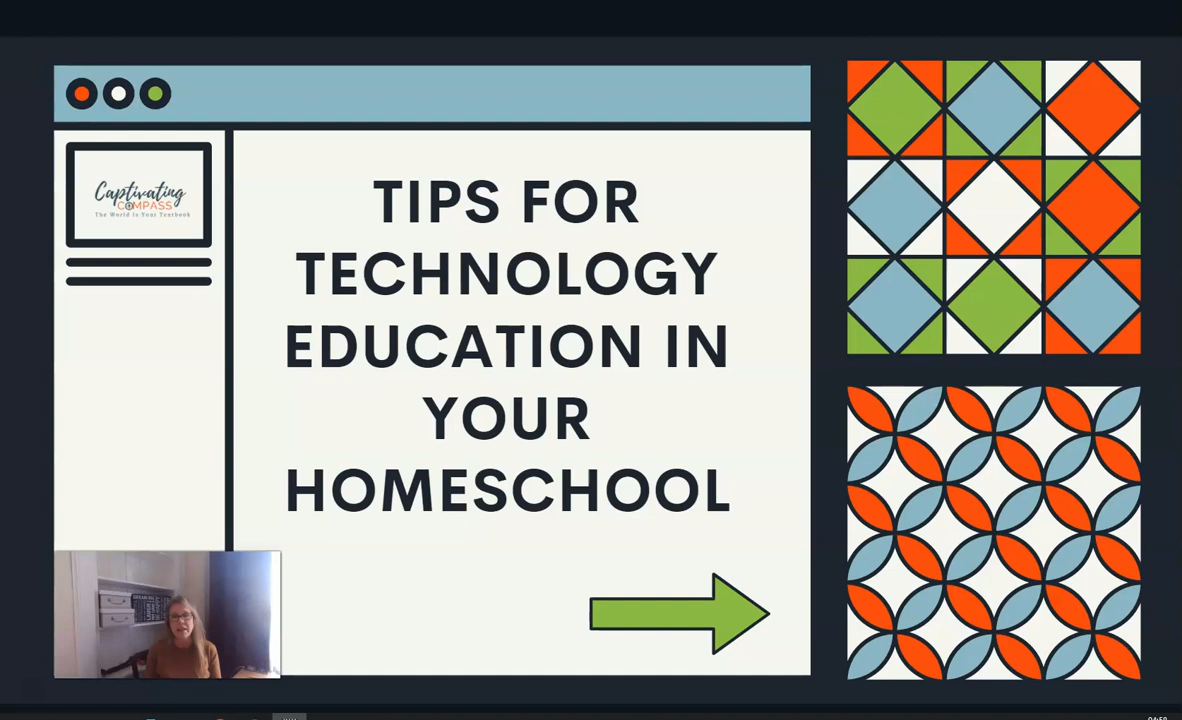 Captivating
COMPASS
The World Is Your Textbook
TIPS FOR
TECHNOLOGY
EDUCATION IN
YOUR
HOMESCHOOL